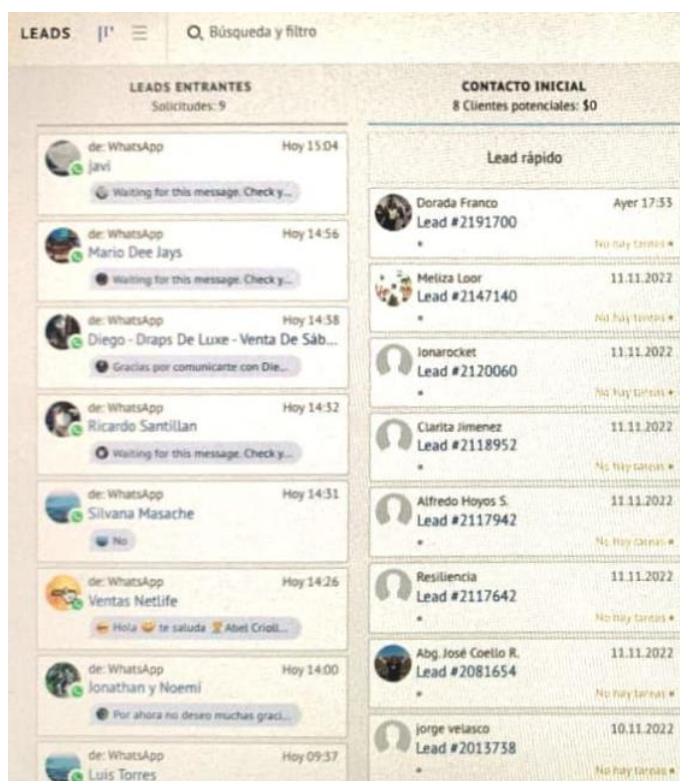 LEADS
Búsqueda y filtro
LEADS ENTRANTES
Solicitudes: 9
de: WhatsApp Hoy 15:04
Javi
Waiting for this message. Check y...
de: WhatsApp Hoy 14:56
Mario Dee Jays
Waiting for this message. Check y...
de: WhatsApp Hoy 14:38
Diego - Draps De Luxe - Venta De Sáb...
Gracias por comunicarte con Die...
de: WhatsApp Hoy 14:32
Ricardo Santillan
Waiting for this message. Check y...
de: WhatsApp Hoy 14:31
Silvana Masache
No
de: WhatsApp Hoy 14:26
Ventas Netlife
Hola 😊 te saluda ⏳ Abel Crioll...
de: WhatsApp Hoy 14:00
Jonathan y Noemí
Por ahora no deseo muchas graci...
de: WhatsApp Hoy 09:37
Luis Torres
CONTACTO INICIAL
8 Clientes potenciales: $0
Lead rápido
Dorada Franco Ayer 17:33
Lead #2191700
No hay tareas
Meliza Loor 11.11.2022
Lead #2147140
No hay tareas
Jonarocket 11.11.2022
Lead #2120060
No hay tareas
Clarita Jimenez 11.11.2022
Lead #2118952
No hay tareas
Alfredo Hoyos S. 11.11.2022
Lead #2117942
No hay tareas
Resiliencia 11.11.2022
Lead #2117642
No hay tareas
Abg. José Coello R. 11.11.2022
Lead #2081654
No hay tareas
jorge velasco 10.11.2022
Lead #2013738
No hay tareas